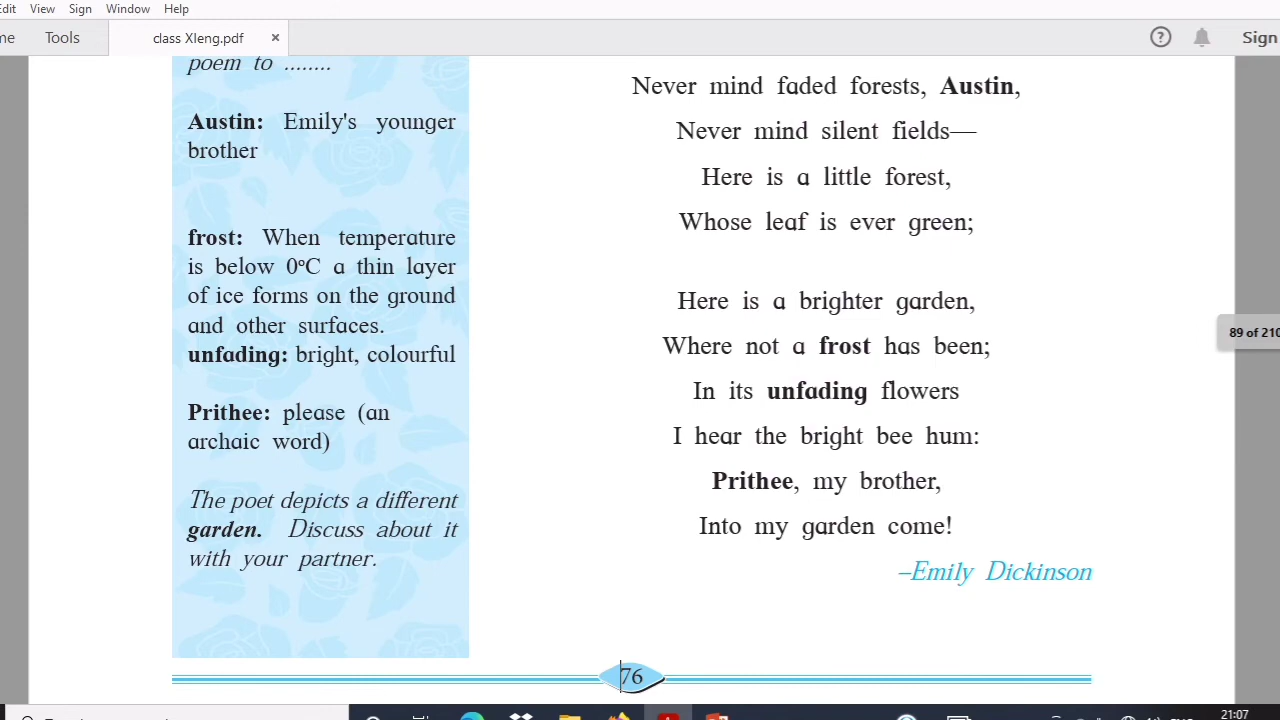 Edit View Sign Window Help
me Tools class XIeng.pdf × ? Sign
poem to ........
Austin: Emily's younger
brother
frost: When temperature
is below 0°C a thin layer
of ice forms on the ground
and other surfaces.
unfading: bright, colourful
Prithee: please (an
archaic word)
The poet depicts a different
garden. Discuss about it
with your partner.
Never mind faded forests, Austin,
Never mind silent fields—
Here is a little forest,
Whose leaf is ever green;
Here is a brighter garden,
Where not a frost has been;
In its unfading flowers
I hear the bright bee hum:
Prithee, my brother,
Into my garden come!
–Emily Dickinson
89 of 210
76
21:07